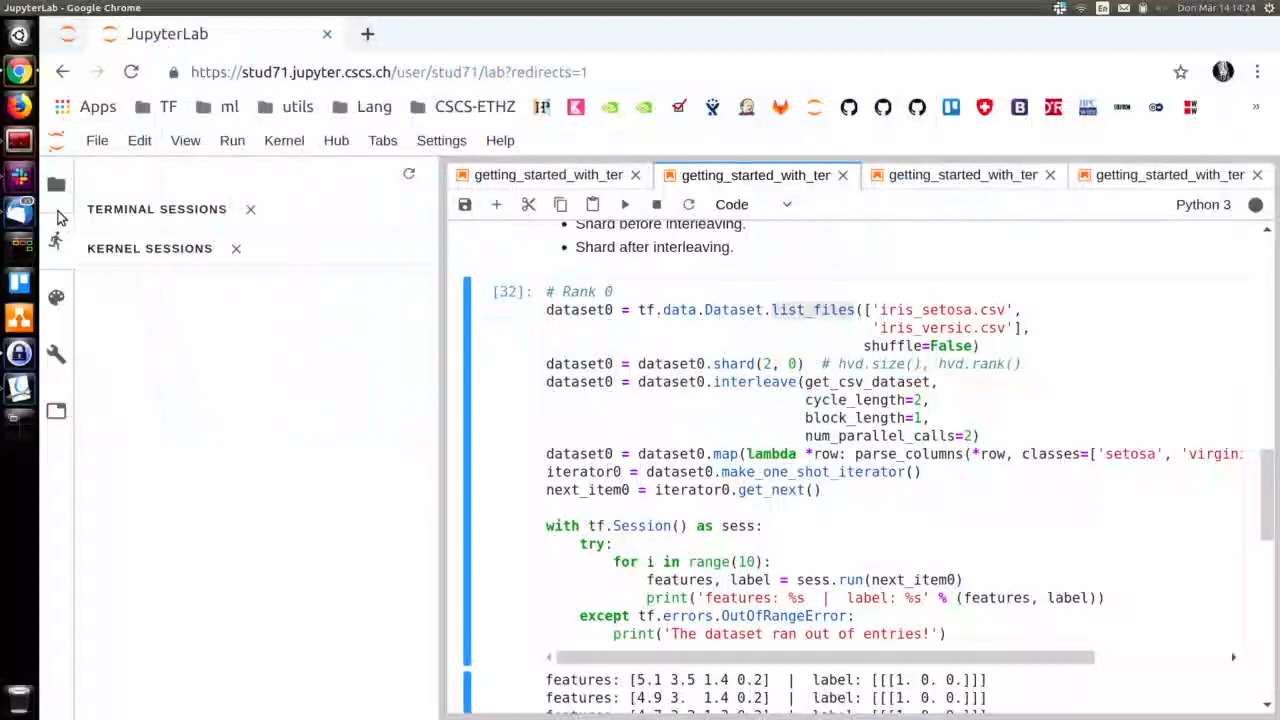 JupyterLab - Google Chrome
En
Don Mär 14 14:24
JupyterLab
https://stud71.jupyter.cscs.ch/user/stud71/lab?redirects=1
Apps TF ml utils Lang CSCS-ETHZ
File Edit View Run Kernel Hub Tabs Settings Help
getting_started_with_ter getting_started_with_ter getting_started_with_ter getting_started_with_ter
Code Python 3
TERMINAL SESSIONS
KERNEL SESSIONS
Shard before interleaving.
Shard after interleaving.
[32]: # Rank 0
dataset0 = tf.data.Dataset.list_files(['iris_setosa.csv',
'iris_versic.csv'],
shuffle=False)
dataset0 = dataset0.shard(2, 0)  # hvd.size(), hvd.rank()
dataset0 = dataset0.interleave(get_csv_dataset,
cycle_length=2,
block_length=1,
num_parallel_calls=2)
dataset0 = dataset0.map(lambda *row: parse_columns(*row, classes=['setosa', 'virgin
iterator0 = dataset0.make_one_shot_iterator()
next_item0 = iterator0.get_next()
with tf.Session() as sess:
try:
for i in range(10):
features, label = sess.run(next_item0)
print('features: %s  |  label: %s' % (features, label))
except tf.errors.OutOfRangeError:
print('The dataset ran out of entries!')
features: [5.1 3.5 1.4 0.2]  |  label: [[[1. 0. 0.]]]
features: [4.9 3.  1.4 0.2]  |  label: [[[1. 0. 0.]]]